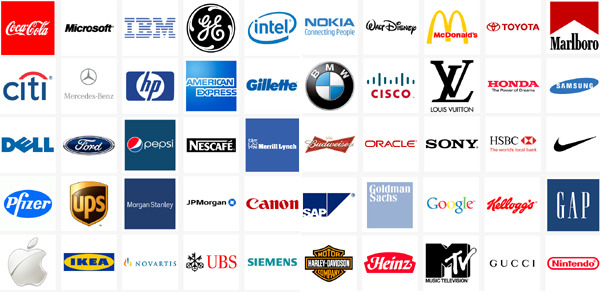 Coca-Cola
Microsoft
IBM
GE
intel
NOKIA
Connecting People
Walt Disney
McDonald's
TOYOTA
Marlboro
citi
Mercedes-Benz
hp
AMERICAN
EXPRESS
Gillette
BMW
CISCO
LV
LOUIS VUITTON
HONDA
The Power of Dreams
SAMSUNG
DELL
Ford
pepsi
NESCAFÉ
Merrill Lynch
Budweiser
ORACLE
SONY
HSBC
The world's local bank
Pfizer
ups
Morgan Stanley
JPMorgan
Canon
SAP
Goldman
Sachs
Google
Kellogg's
GAP
IKEA
NOVARTIS
UBS
SIEMENS
MOTOR
HARLEY-DAVIDSON
COMPANY
Heinz
MTV
MUSIC TELEVISION
GUCCI
Nintendo